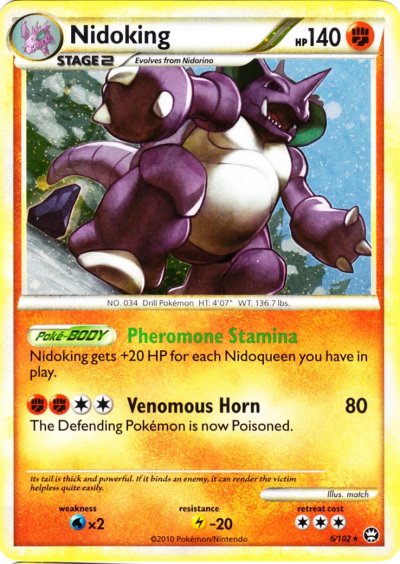 Nidoking
HP 140
STAGE 2
Evolves from Nidorino
NO. 034 Drill Pokémon HT: 4'07" WT: 136.7 lbs.
Poké-BODY Pheromone Stamina
Nidoking gets +20 HP for each Nidoqueen you have in
play.
Venomous Horn 80
The Defending Pokémon is now Poisoned.
Its tail is thick and powerful. If it binds an enemy, it can render the victim
helpless quite easily.
Illus. match
weakness resistance retreat cost
×2 -20
©2010 Pokémon/Nintendo 6/102 ★